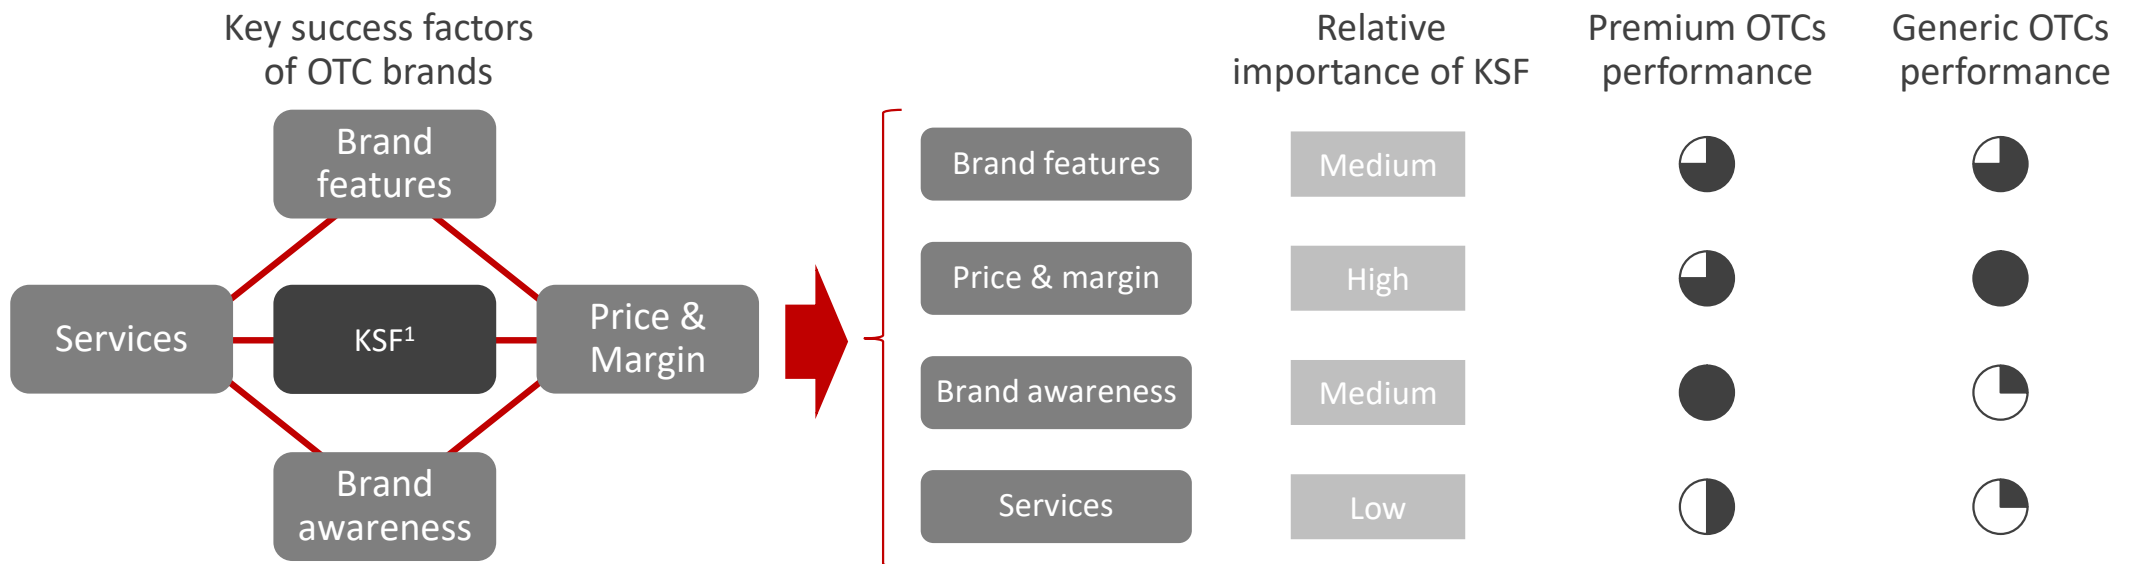 Key success factors
of OTC brands
Brand
features
Services
KSF¹
Price &
Margin
Brand
awareness
Relative
importance of KSF
Premium OTCs
performance
Generic OTCs
performance
Brand features
Medium
Price & margin
High
Brand awareness
Medium
Services
Low